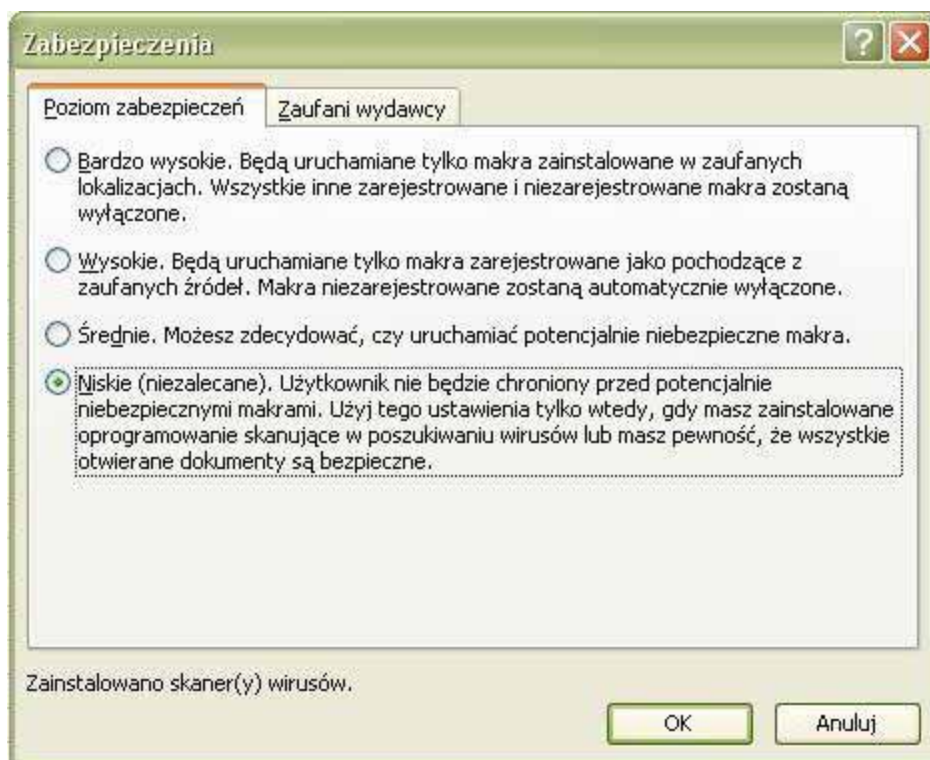 Zabezpieczenia
Poziom zabezpieczeń
Zaufani wydawcy
Bardzo wysokie. Będą uruchamiane tylko makra zainstalowane w zaufanych
lokalizacjach. Wszystkie inne zarejestrowane i niezarejestrowane makra zostaną
wyłączone.
Wysokie. Będą uruchamiane tylko makra zarejestrowane jako pochodzące z
zaufanych źródeł. Makra niezarejestrowane zostaną automatycznie wyłączone.
Średnie. Możesz zdecydować, czy uruchamiać potencjalnie niebezpieczne makra.
Niskie (niezalecane). Użytkownik nie będzie chroniony przed potencjalnie
niebezpiecznymi makrami. Użyj tego ustawienia tylko wtedy, gdy masz zainstalowane
oprogramowanie skanujące w poszukiwaniu wirusów lub masz pewność, że wszystkie
otwierane dokumenty są bezpieczne.
Zainstalowano skaner(y) wirusów.
OK
Anuluj